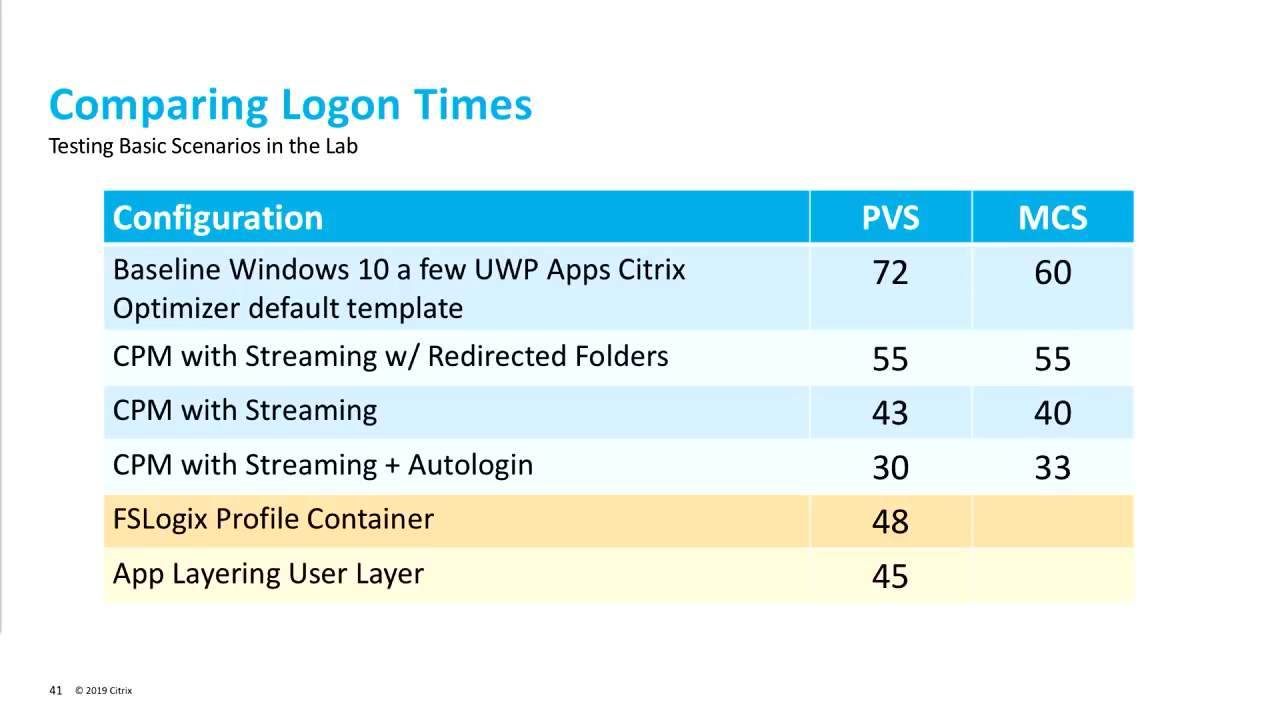 Comparing Logon Times
Testing Basic Scenarios in the Lab
Configuration PVS MCS
Baseline Windows 10 a few UWP Apps Citrix 72 60
Optimizer default template
CPM with Streaming w/ Redirected Folders 55 55
CPM with Streaming 43 40
CPM with Streaming + Autologin 30 33
FSLogix Profile Container 48
App Layering User Layer 45
41 © 2019 Citrix